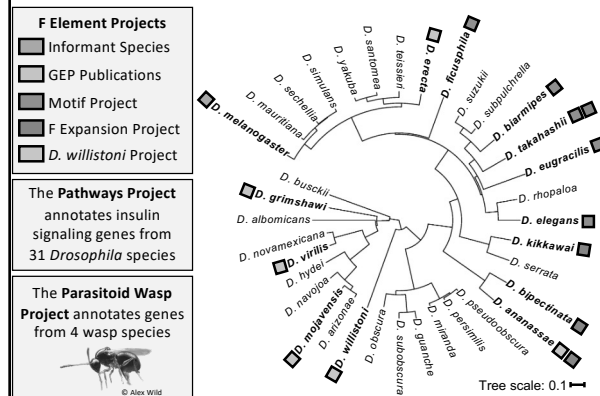 F Element Projects
Informant Species
GEP Publications
Motif Project
F Expansion Project
D. willistoni Project
The Pathways Project
annotates insulin
signaling genes from
31 Drosophila species
The Parasitoid Wasp
Project annotates genes
from 4 wasp species
© Alex Wild
D. melanogaster
D. mauritiana
D. sechellia
D. simulans
D. yakuba
D. santomea
D. teissieri
D. erecta
D. ficusphila
D. suzukii
D. subpulchrella
D. biarmipes
D. takahashii
D. eugracilis
D. rhopaloa
D. elegans
D. kikkawai
D. serrata
D. bipectinata
D. ananassae
D. pseudoobscura
D. persimilis
D. miranda
D. guanche
D. subobscura
D. obscura
D. willistoni
D. arizonae
D. mojavensis
D. navojoa
D. hydei
D. virilis
D. novamexicana
D. albomicans
D. grimshawi
D. busckii
Tree scale: 0.1